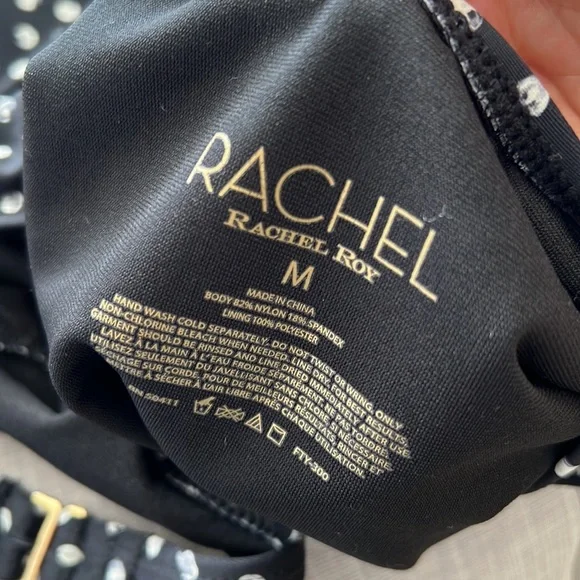 RACHEL
RACHEL ROY
M
MADE IN CHINA
BODY 82% NYLON 18% SPANDEX
LINING 100% POLYESTER
HAND WASH COLD SEPARATELY. DO NOT TWIST OR WRING. ONLY
NON-CHLORINE BLEACH WHEN NEEDED. LINE DRY. FOR BEST RESULTS,
GARMENT SHOULD BE RINSED AND LINE DRIED IMMEDIATELY AFTER USE
LAVEZ À LA MAIN À L'EAU FROIDE SÉPARÉMENT. NE PAS TORDRE.
UTILISEZ SEULEMENT DU JAVELLISANT SANS CHLORE SI NÉCESSAIRE.
SÉCHAGE SUR CORDE. POUR DE MEILLEURS RÉSULTATS, RINCER ET
METTRE À SÉCHER À L'AIR LIBRE APRÈS CHAQUE UTILISATION.
RN 50411
FTY-300